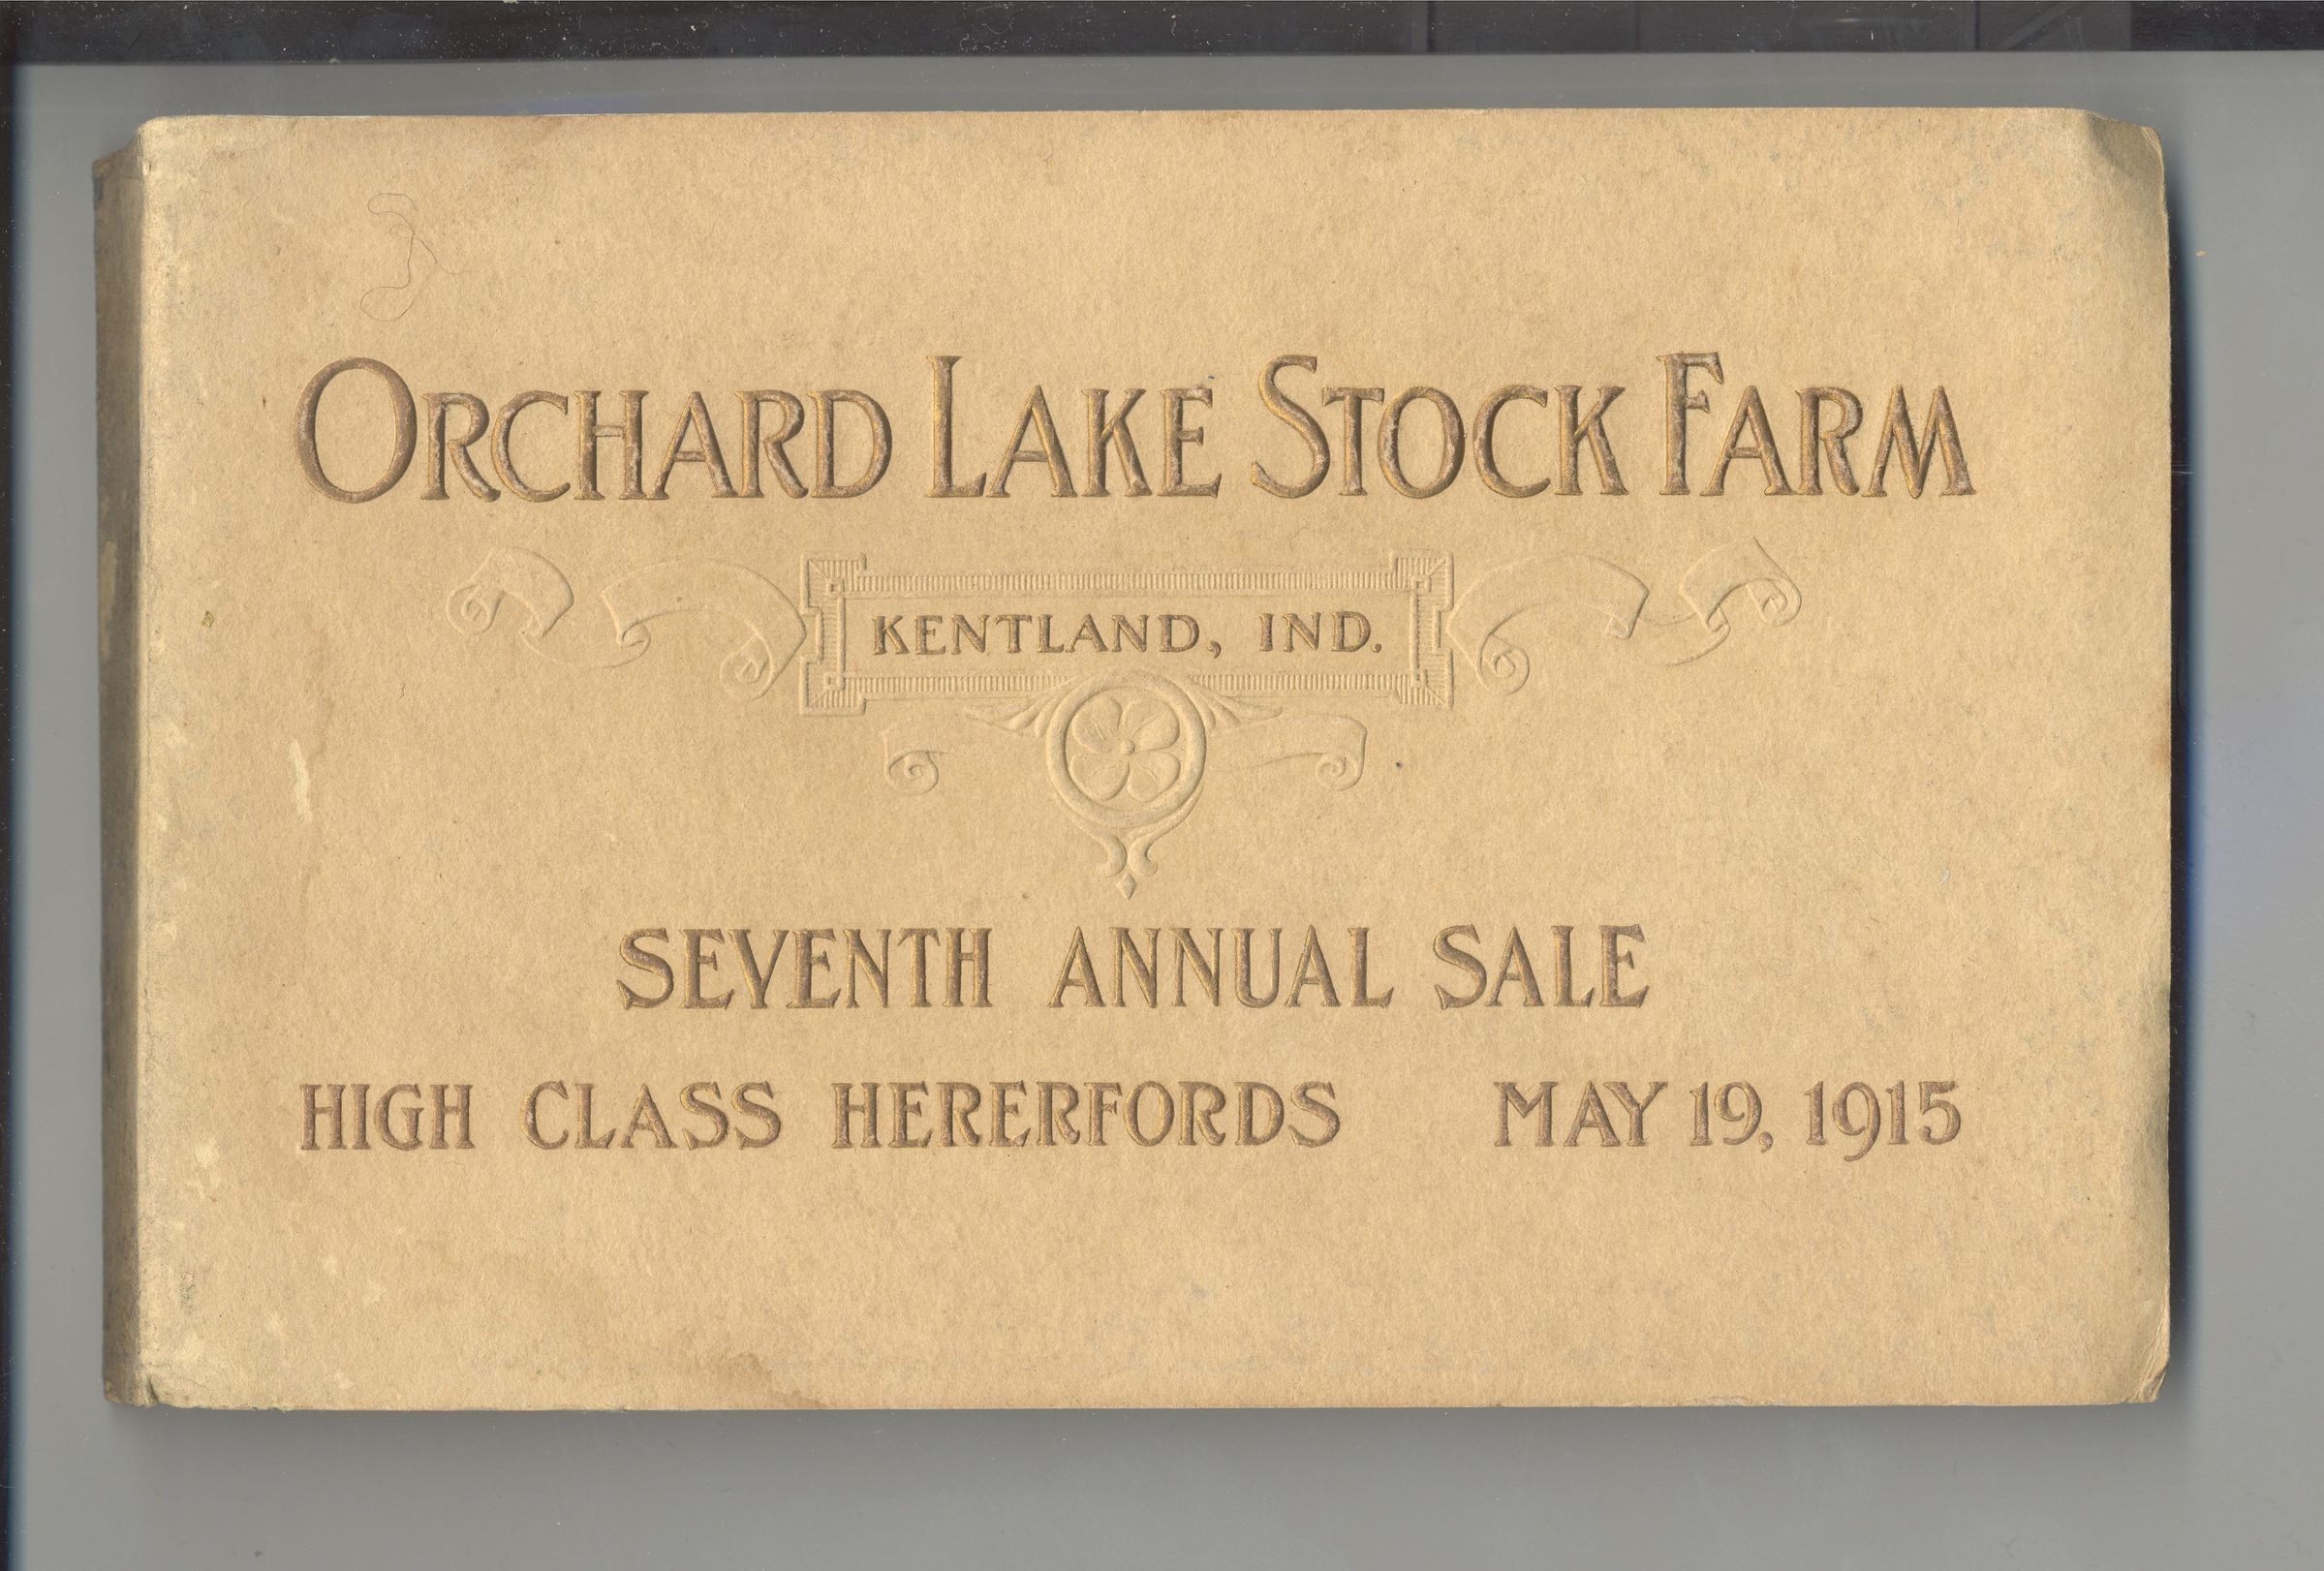 ORCHARD LAKE STOCK FARM
KENTLAND, IND.
SEVENTH ANNUAL SALE
HIGH CLASS HERERFORDS MAY 19, 1915